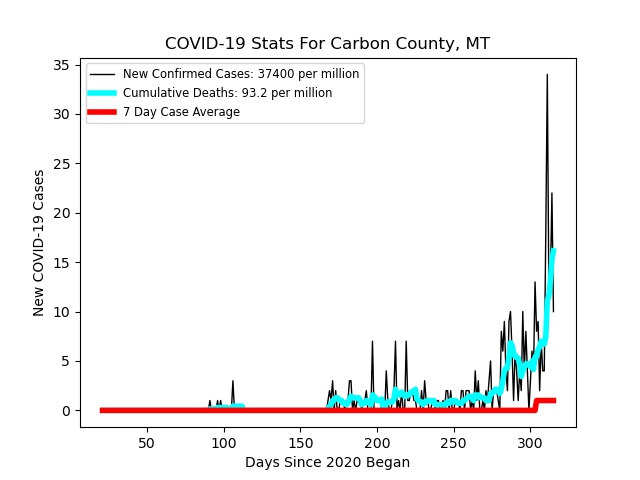 COVID-19 Stats For Carbon County, MT
New Confirmed Cases: 37400 per million
Cumulative Deaths: 93.2 per million
7 Day Case Average
New COVID-19 Cases
35
30
25
20
15
10
5
0
50 100 150 200 250 300
Days Since 2020 Began